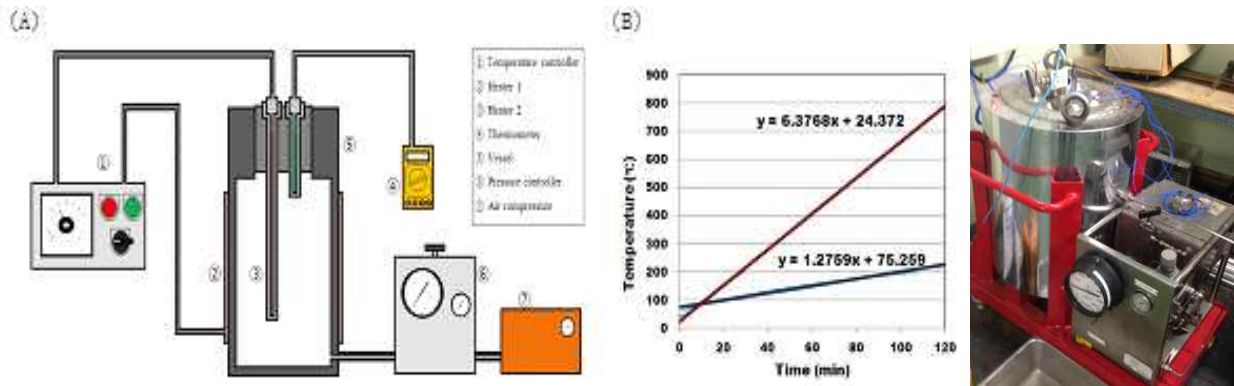 (A)
① Temperature controller
② Heater 1
③ Heater 2
④ Thermometer
⑤ Vessel
⑥ Pressure controller
⑦ Air compressure
①
②
③
④
⑤
⑥
⑦
(B)
Temperature (℃)
900
800
700
600
500
400
300
200
100
0
y = 6.3768x + 24.372
y = 1.2759x + 75.259
0 20 40 60 80 100 120
Time (min)